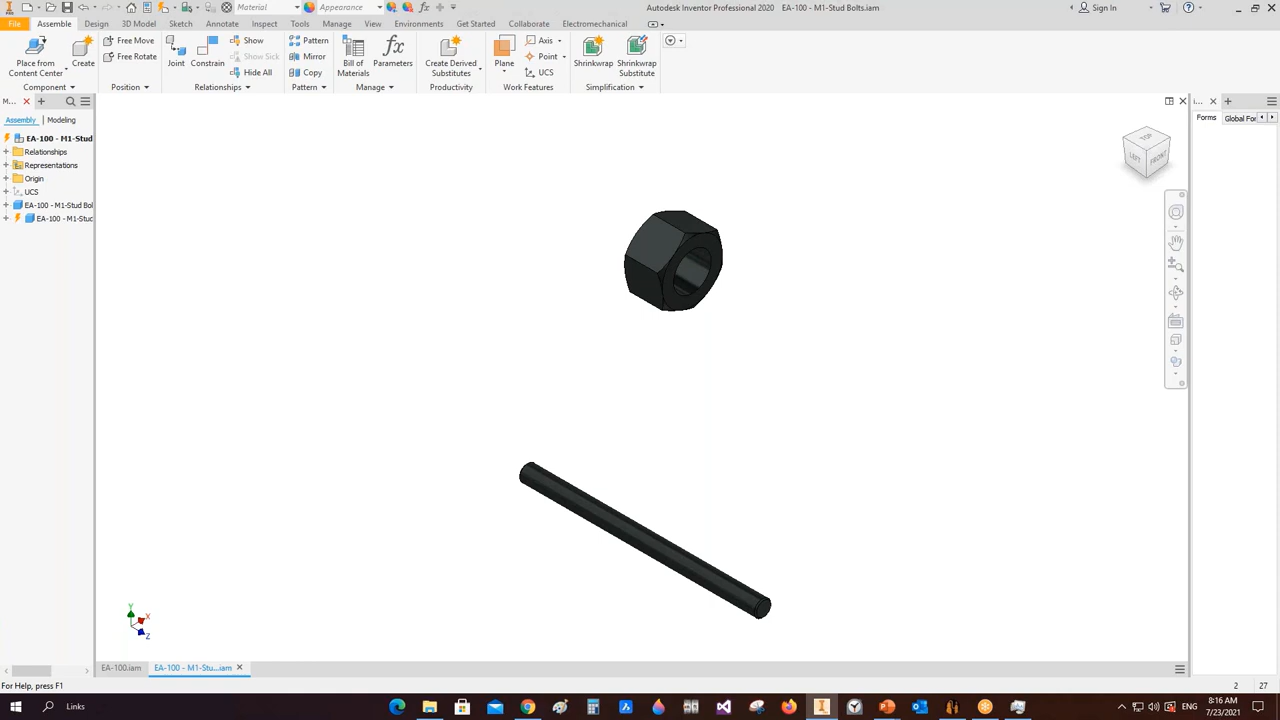 Material
Appearance
Autodesk Inventor Professional 2020 EA-100 - M1-Stud Bolts.iam
Sign In
File Assemble Design 3D Model Sketch Annotate Inspect Tools Manage View Environments Get Started Collaborate Electromechanical
Place from
Content Center
Create
Free Move
Free Rotate
Joint
Constrain
Show
Show Sick
Hide All
Pattern
Mirror
Copy
Bill of
Materials
Parameters
Create Derived
Substitutes
Plane
Axis
Point
UCS
Shrinkwrap
Shrinkwrap
Substitute
Component Position Relationships Pattern Manage Productivity Work Features Simplification
M...
Assembly Modeling
EA-100 - M1-Stud
Relationships
Representations
Origin
UCS
EA-100 - M1-Stud Bol
EA-100 - M1-Stud
TOP
LEFT
FRONT
I...
Forms Global For
Y
X
Z
EA-100.iam EA-100 - M1-Stu...iam
For Help, press F1
2 27
Links
8:16 AM
7/23/2021